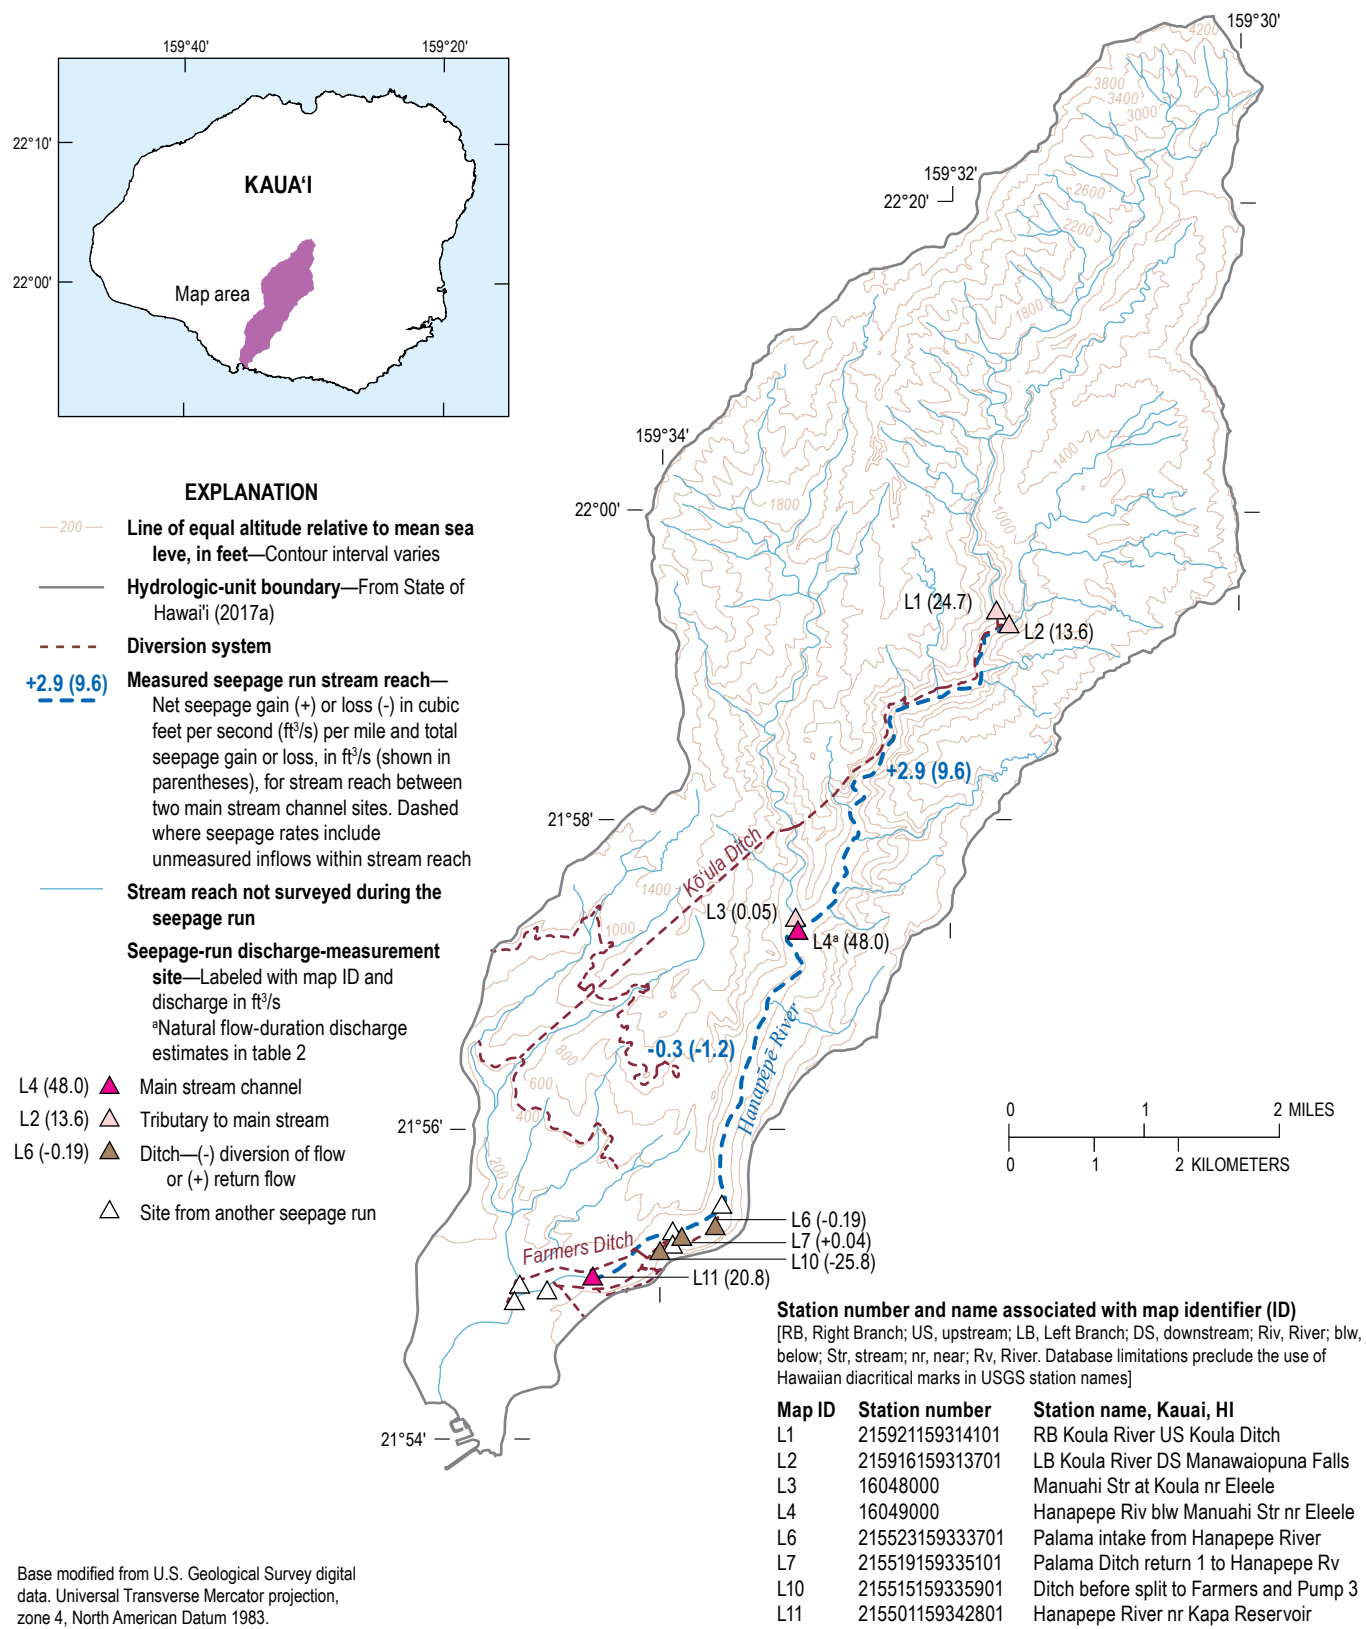 159°40'
159°20'
22°10'
22°00'
KAUAʻI
Map area
159°30'
159°32'
22°20'
159°34'
22°00'
21°58'
21°56'
21°54'
4200
3800
3400
3000
2600
2200
1800
1400
1000
1800
1400
1000
800
600
400
200
L1 (24.7)
L2 (13.6)
+2.9 (9.6)
Kōʻula Ditch
L3 (0.05)
L4ª (48.0)
-0.3 (-1.2)
Hanapēpē River
Farmers Ditch
L6 (-0.19)
L7 (+0.04)
L10 (-25.8)
L11 (20.8)
0 1 2 MILES
0 1 2 KILOMETERS
EXPLANATION
200
Line of equal altitude relative to mean sea
leve, in feet—Contour interval varies
Hydrologic-unit boundary—From State of
Hawai'i (2017a)
Diversion system
+2.9 (9.6)
Measured seepage run stream reach—
Net seepage gain (+) or loss (-) in cubic
feet per second (ft³/s) per mile and total
seepage gain or loss, in ft³/s (shown in
parentheses), for stream reach between
two main stream channel sites. Dashed
where seepage rates include
unmeasured inflows within stream reach
Stream reach not surveyed during the
seepage run
Seepage-run discharge-measurement
site—Labeled with map ID and
discharge in ft³/s
ªNatural flow-duration discharge
estimates in table 2
L4 (48.0) Main stream channel
L2 (13.6) Tributary to main stream
L6 (-0.19) Ditch—(-) diversion of flow
or (+) return flow
Site from another seepage run
Station number and name associated with map identifier (ID)
[RB, Right Branch; US, upstream; LB, Left Branch; DS, downstream; Riv, River; blw,
below; Str, stream; nr, near; Rv, River. Database limitations preclude the use of
Hawaiian diacritical marks in USGS station names]
Map ID Station number Station name, Kauai, HI
L1 215921159314101 RB Koula River US Koula Ditch
L2 215916159313701 LB Koula River DS Manawaiopuna Falls
L3 16048000 Manuahi Str at Koula nr Eleele
L4 16049000 Hanapepe Riv blw Manuahi Str nr Eleele
L6 215523159333701 Palama intake from Hanapepe River
L7 215519159335101 Palama Ditch return 1 to Hanapepe Rv
L10 215515159335901 Ditch before split to Farmers and Pump 3
L11 215501159342801 Hanapepe River nr Kapa Reservoir
Base modified from U.S. Geological Survey digital
data. Universal Transverse Mercator projection,
zone 4, North American Datum 1983.